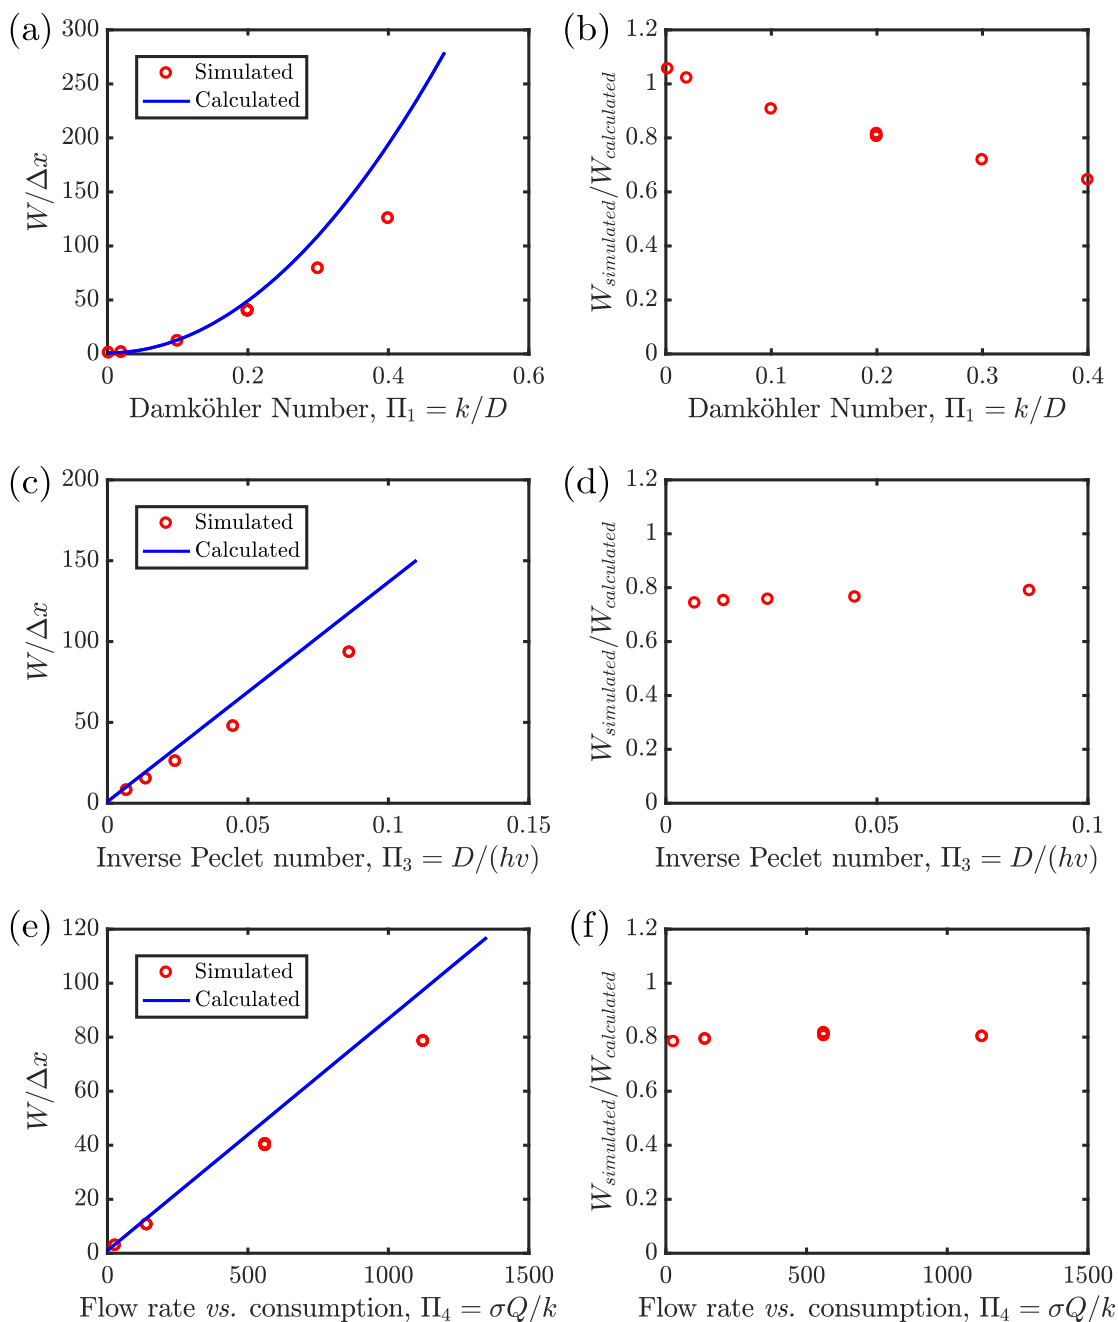 (a)
300
250
200
150
100
50
0
W/Δx
Simulated
Calculated
0 0.2 0.4 0.6
Damköhler Number, Π₁ = k/D
(b)
1.2
1
0.8
0.6
0.4
0.2
0
W_simulated/W_calculated
0 0.1 0.2 0.3 0.4
Damköhler Number, Π₁ = k/D
(c)
200
150
100
50
0
W/Δx
Simulated
Calculated
0 0.05 0.1 0.15
Inverse Peclet number, Π₃ = D/(hv)
(d)
1.2
1
0.8
0.6
0.4
0.2
0
W_simulated/W_calculated
0 0.05 0.1
Inverse Peclet number, Π₃ = D/(hv)
(e)
120
100
80
60
40
20
0
W/Δx
Simulated
Calculated
0 500 1000 1500
Flow rate vs. consumption, Π₄ = σQ/k
(f)
1.2
1
0.8
0.6
0.4
0.2
0
W_simulated/W_calculated
0 500 1000 1500
Flow rate vs. consumption, Π₄ = σQ/k